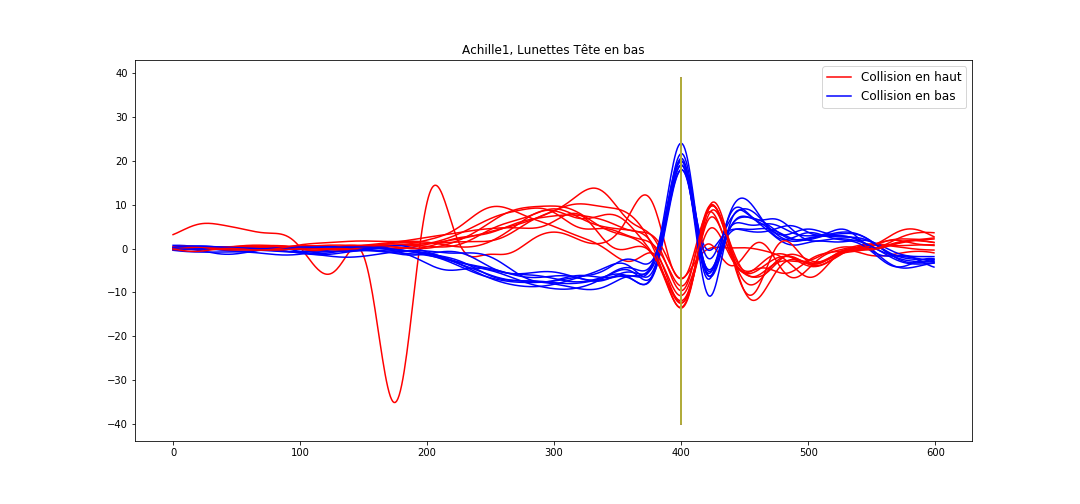 Achille1, Lunettes Tête en bas
Collision en haut
Collision en bas
40
30
20
10
0
−10
−20
−30
−40
0 100 200 300 400 500 600